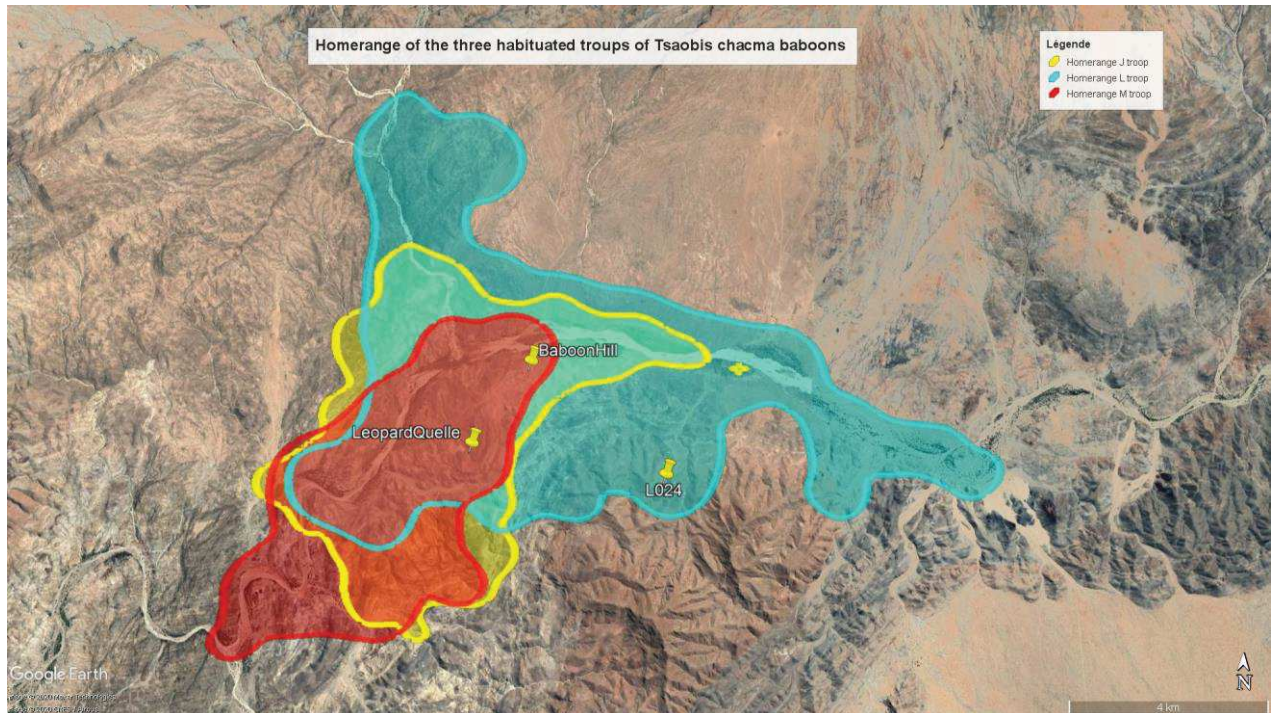 Homerange of the three habituated troups of Tsaobis chacma baboons
Légende
Homerange J troop
Homerange L troop
Homerange M troop
BaboonHill
LeopardQuelle
L024
Google Earth
N
4 km